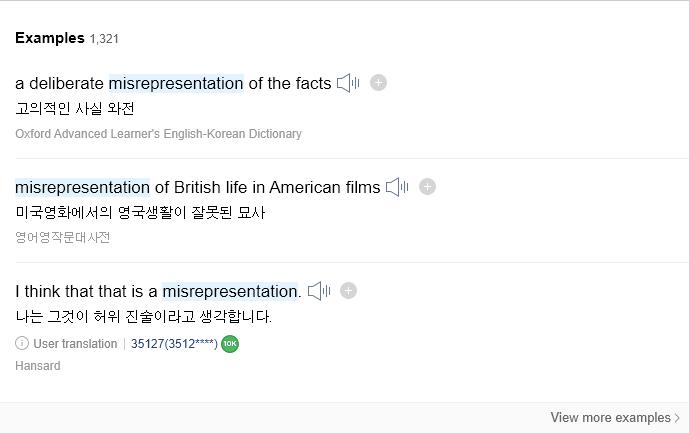 Examples 1,321
a deliberate misrepresentation of the facts
고의적인 사실 와전
Oxford Advanced Learner's English-Korean Dictionary
misrepresentation of British life in American films
미국영화에서의 영국생활이 잘못된 묘사
영어영작문대사전
I think that that is a misrepresentation.
나는 그것이 허위 진술이라고 생각합니다.
User translation | 35127(3512****) 10K
Hansard
View more examples >